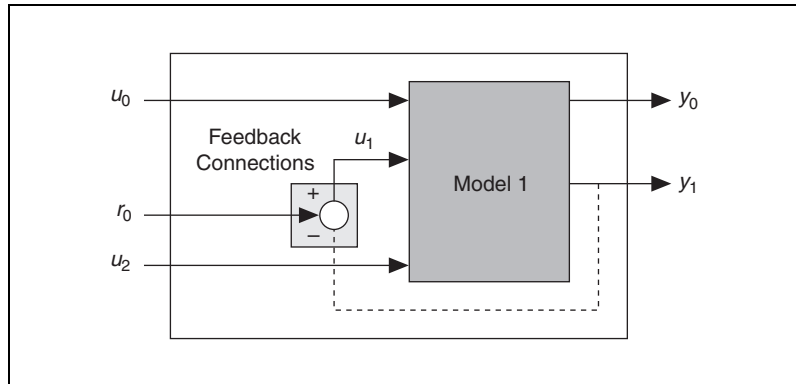 u0
y0
Feedback
Connections
u1
Model 1
y1
+
r0
−
u2